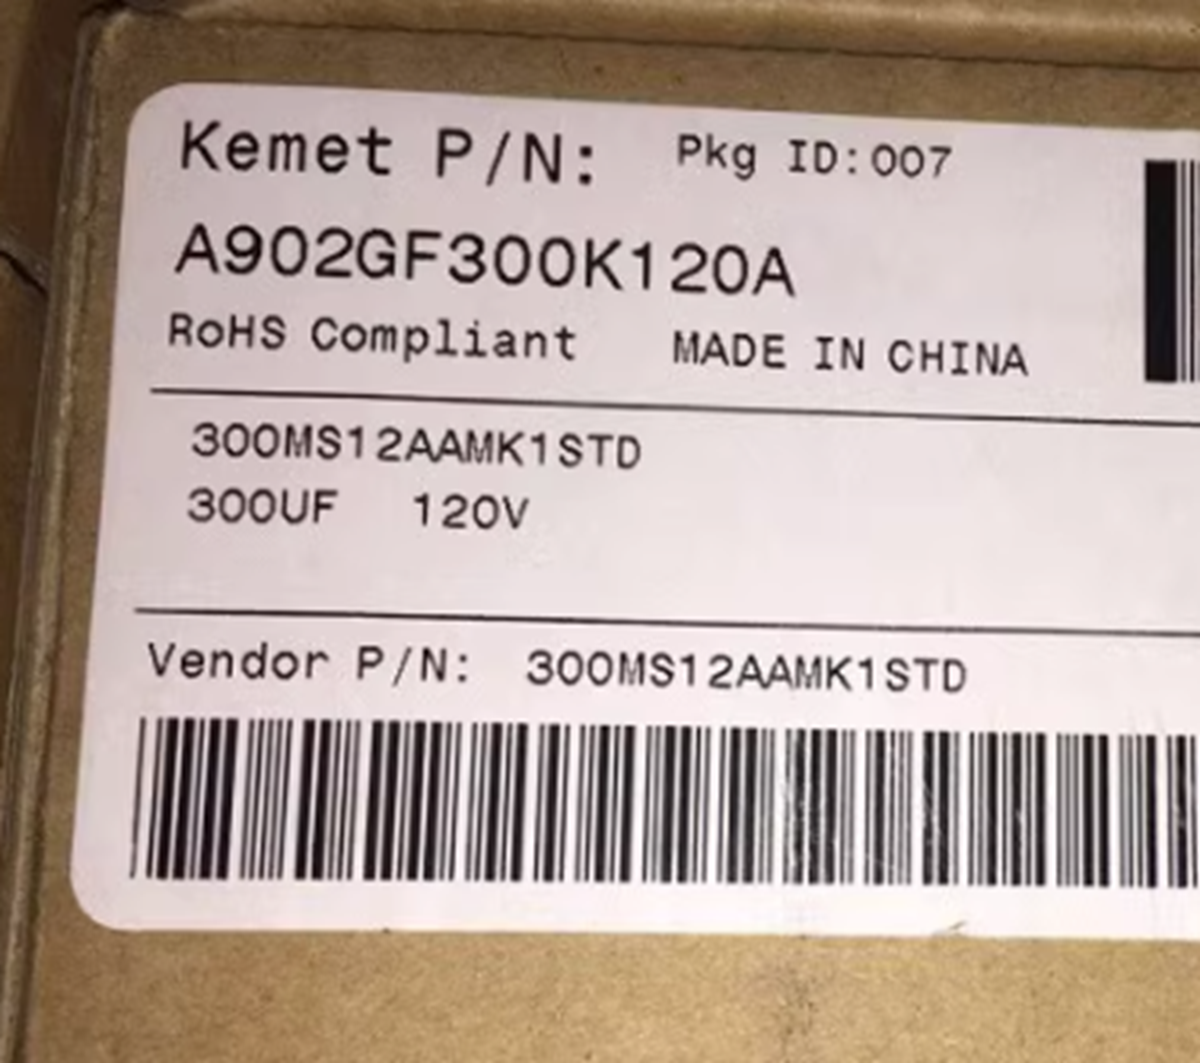 Kemet P/N: Pkg ID:007
A902GF300K120A
RoHS Compliant MADE IN CHINA
300MS12AAMK1STD
300UF 120V
Vendor P/N: 300MS12AAMK1STD